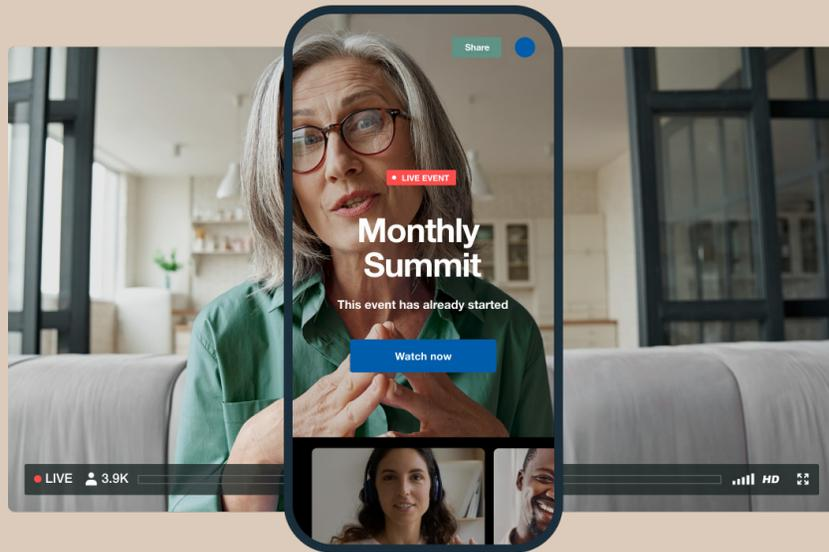 Share
LIVE EVENT
Monthly
Summit
This event has already started
Watch now
LIVE 3.9K HD